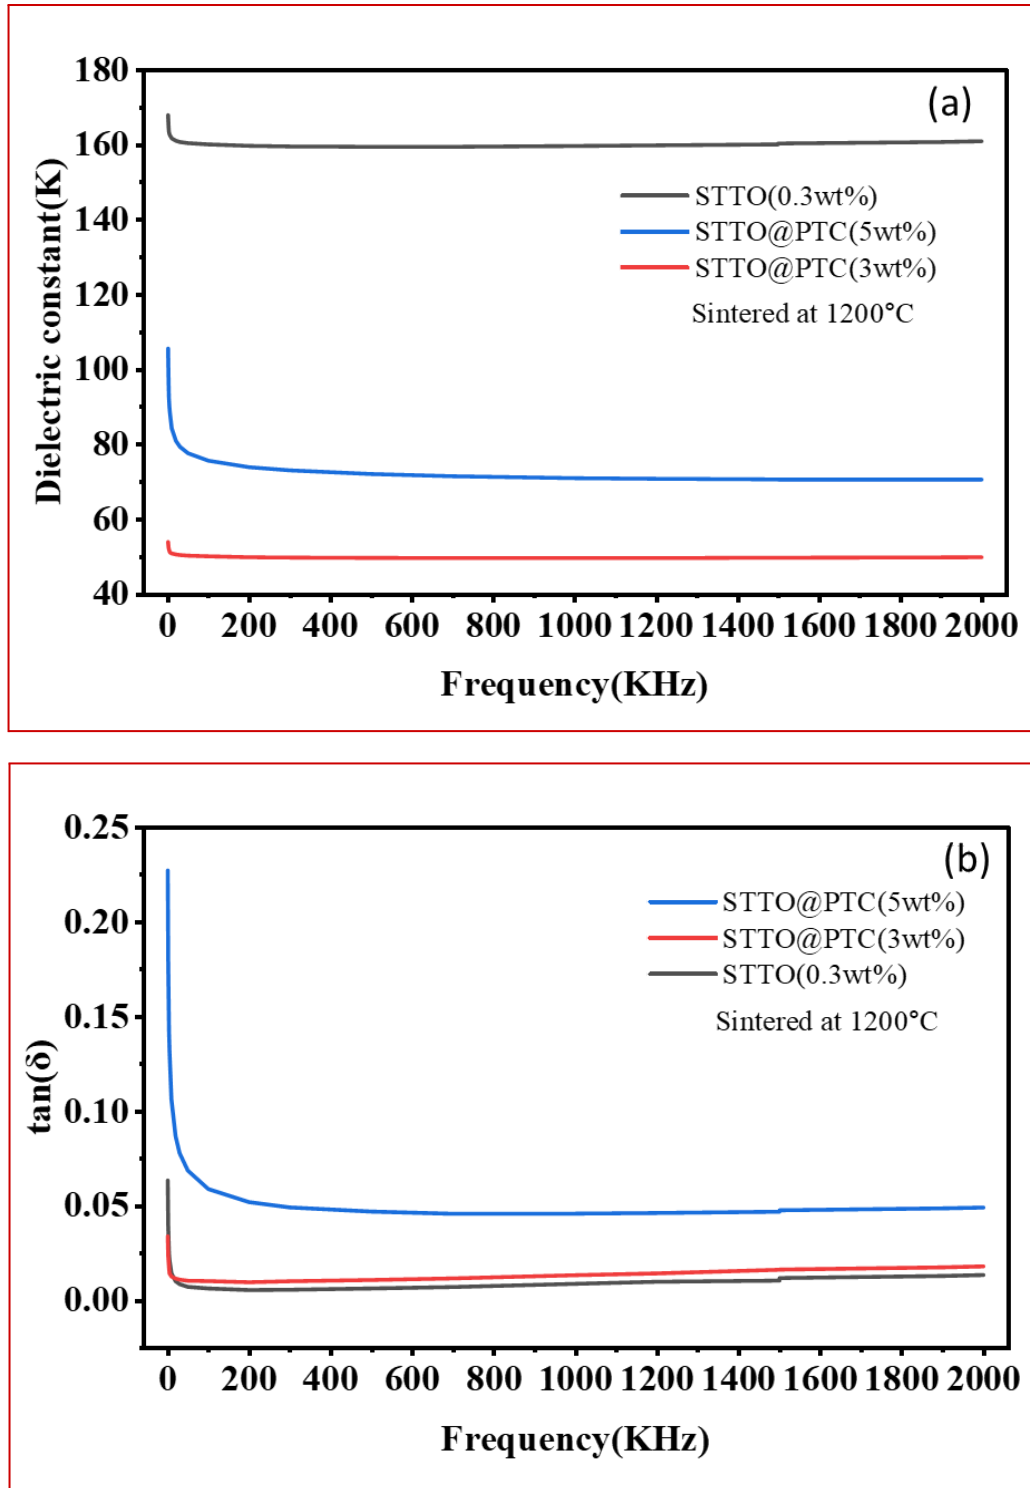 (a)
180
160
140
120
100
80
60
40
Dielectric constant(K)
STTO(0.3wt%)
STTO@PTC(5wt%)
STTO@PTC(3wt%)
Sintered at 1200°C
0 200 400 600 800 1000 1200 1400 1600 1800 2000
Frequency(KHz)
(b)
0.25
0.20
0.15
0.10
0.05
0.00
tan(δ)
STTO@PTC(5wt%)
STTO@PTC(3wt%)
STTO(0.3wt%)
Sintered at 1200°C
0 200 400 600 800 1000 1200 1400 1600 1800 2000
Frequency(KHz)